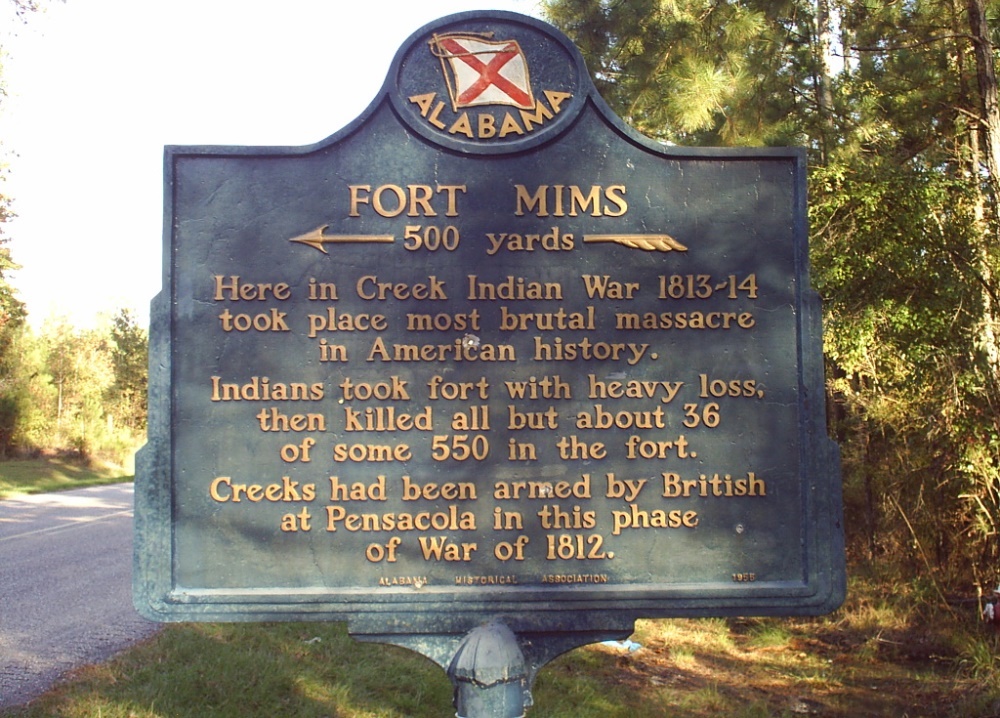 ALABAMA
FORT MIMS
500 yards
Here in Creek Indian War 1813-14
took place most brutal massacre
in American history.
Indians took fort with heavy loss,
then killed all but about 36
of some 550 in the fort.
Creeks had been armed by British
at Pensacola in this phase
of War of 1812.
ALABAMA HISTORICAL ASSOCIATION